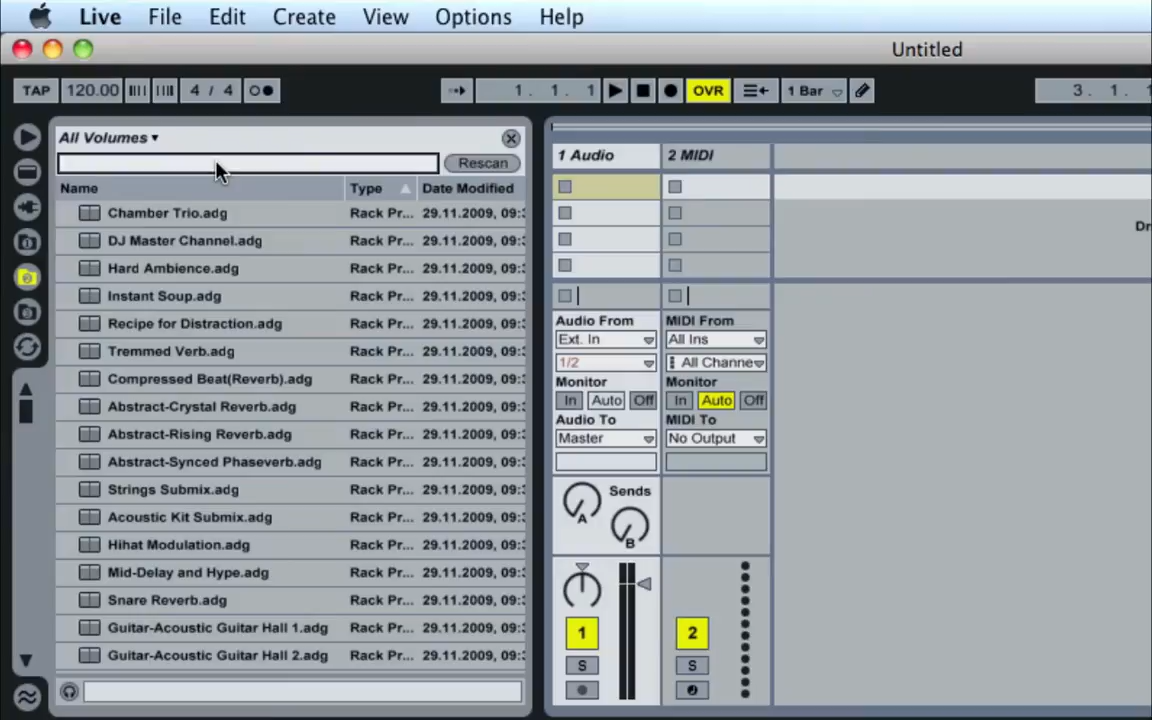 Live File Edit Create View Options Help
Untitled
TAP 120.00 4 / 4 1. 1. 1 OVR 1 Bar 3. 1. 1
All Volumes
Rescan
Name Type Date Modified
Chamber Trio.adg Rack Pr... 29.11.2009, 09:3
DJ Master Channel.adg Rack Pr... 29.11.2009, 09:3
Hard Ambience.adg Rack Pr... 29.11.2009, 09:3
Instant Soup.adg Rack Pr... 29.11.2009, 09:3
Recipe for Distraction.adg Rack Pr... 29.11.2009, 09:3
Tremmed Verb.adg Rack Pr... 29.11.2009, 09:3
Compressed Beat(Reverb).adg Rack Pr... 29.11.2009, 09:3
Abstract-Crystal Reverb.adg Rack Pr... 29.11.2009, 09:3
Abstract-Rising Reverb.adg Rack Pr... 29.11.2009, 09:3
Abstract-Synced Phaseverb.adg Rack Pr... 29.11.2009, 09:3
Strings Submix.adg Rack Pr... 29.11.2009, 09:3
Acoustic Kit Submix.adg Rack Pr... 29.11.2009, 09:3
Hihat Modulation.adg Rack Pr... 29.11.2009, 09:3
Mid-Delay and Hype.adg Rack Pr... 29.11.2009, 09:3
Snare Reverb.adg Rack Pr... 29.11.2009, 09:3
Guitar-Acoustic Guitar Hall 1.adg Rack Pr... 29.11.2009, 09:3
Guitar-Acoustic Guitar Hall 2.adg Rack Pr... 29.11.2009, 09:3
1 Audio 2 MIDI
Dr
Audio From MIDI From
Ext. In All Ins
1/2 All Channe
Monitor Monitor
In Auto Off In Auto Off
Audio To MIDI To
Master No Output
Sends
A
B
1 2
S S